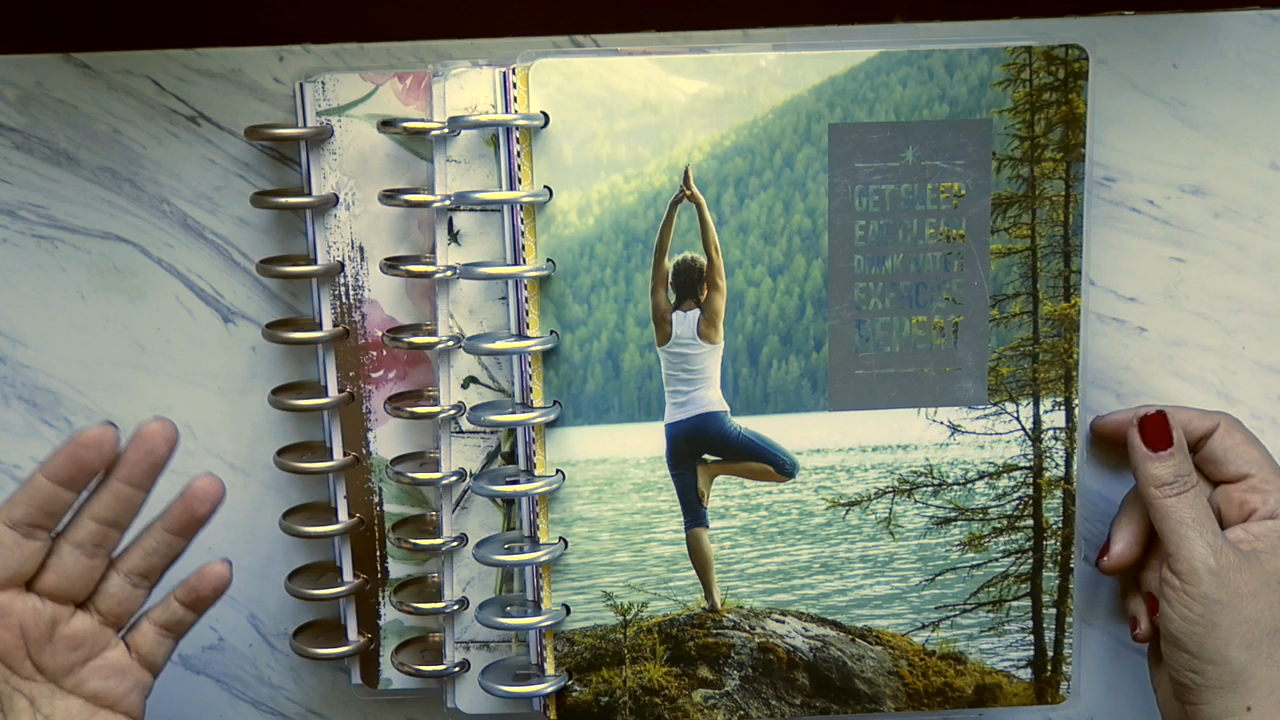 GET SLEEP
EAT CLEAN
DRINK WATER
EXERCISE
REPEAT